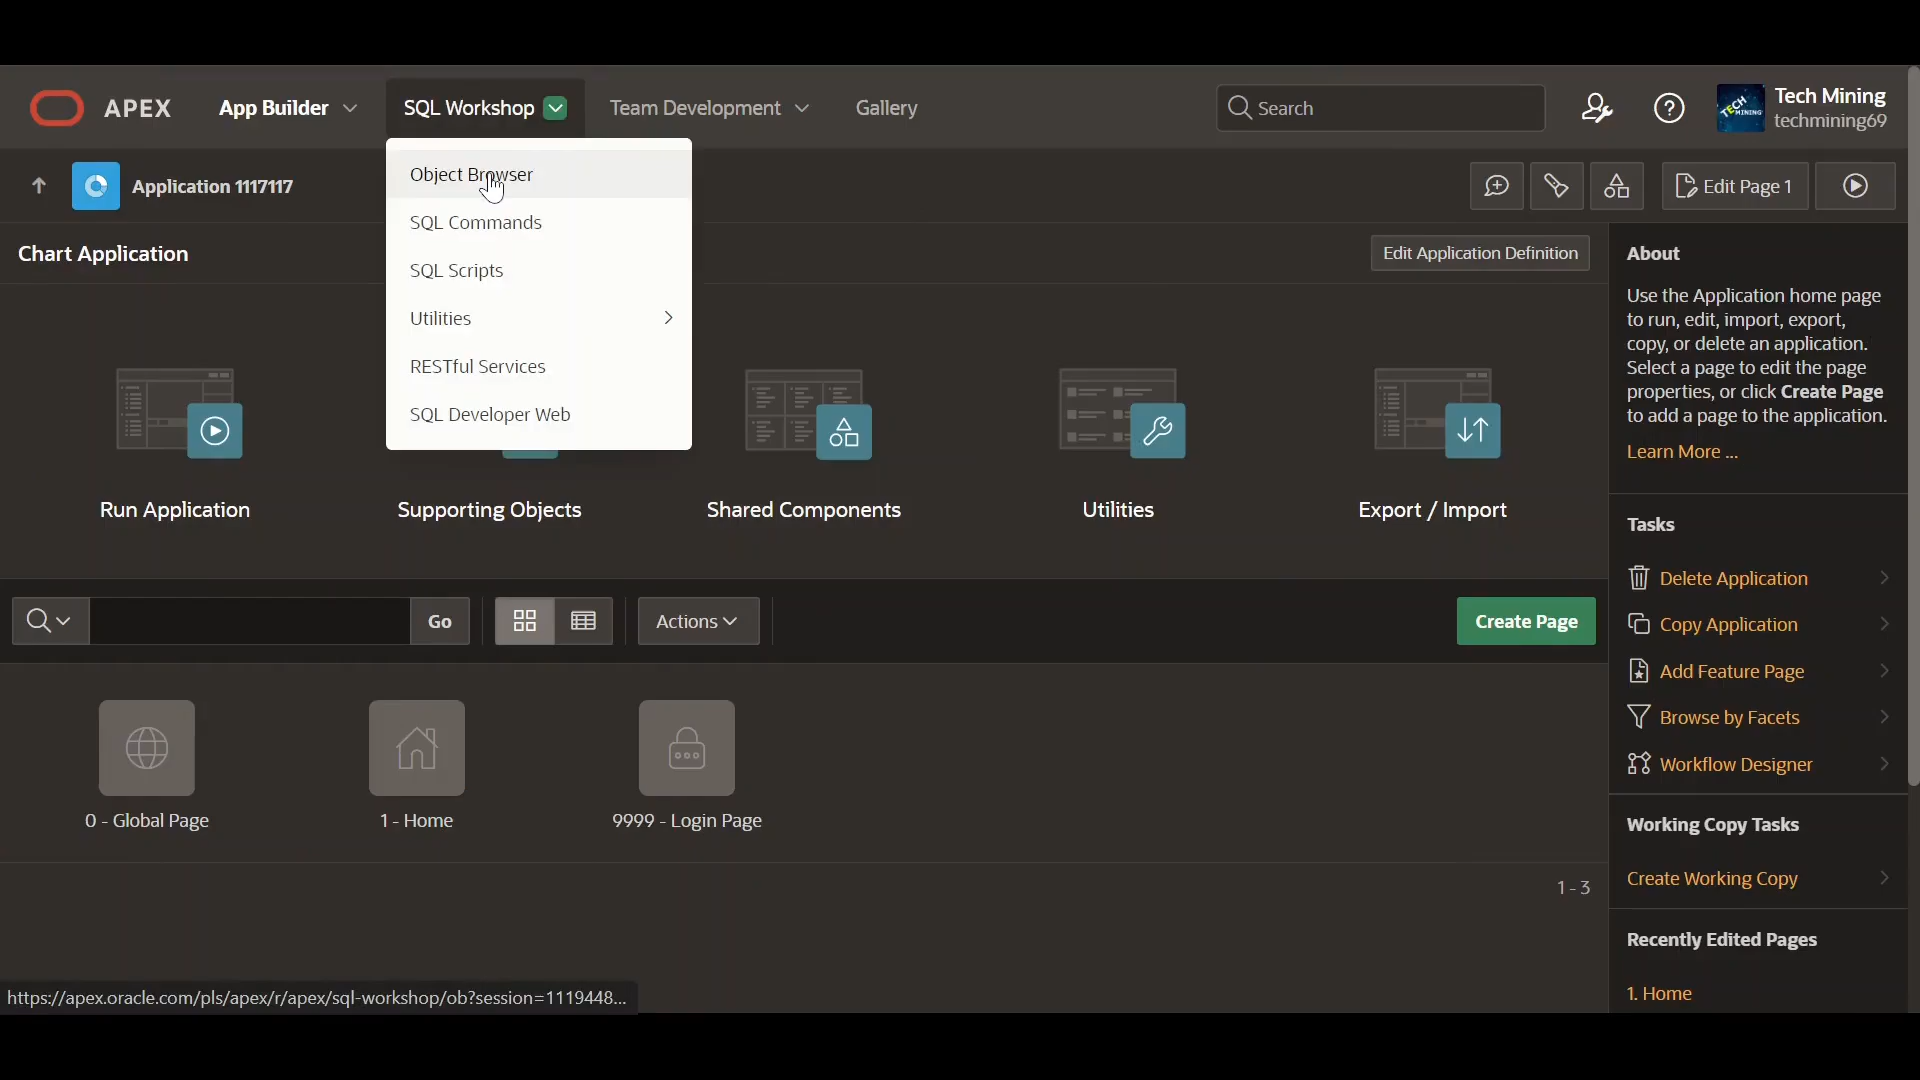 APEX
App Builder
SQL Workshop
Team Development
Gallery
Search
Tech Mining
techmining69
TECH
MINING
Application 1117117
Edit Page 1
Object Browser
SQL Commands
SQL Scripts
Utilities
RESTful Services
SQL Developer Web
Chart Application
Edit Application Definition
Run Application
Supporting Objects
Shared Components
Utilities
Export / Import
Go
Actions
Create Page
0 - Global Page
1 - Home
9999 - Login Page
1 - 3
About
Use the Application home page
to run, edit, import, export,
copy, or delete an application.
Select a page to edit the page
properties, or click Create Page
to add a page to the application.
Learn More ...
Tasks
Delete Application
Copy Application
Add Feature Page
Browse by Facets
Workflow Designer
Working Copy Tasks
Create Working Copy
Recently Edited Pages
1. Home
https://apex.oracle.com/pls/apex/r/apex/sql-workshop/ob?session=1119448...